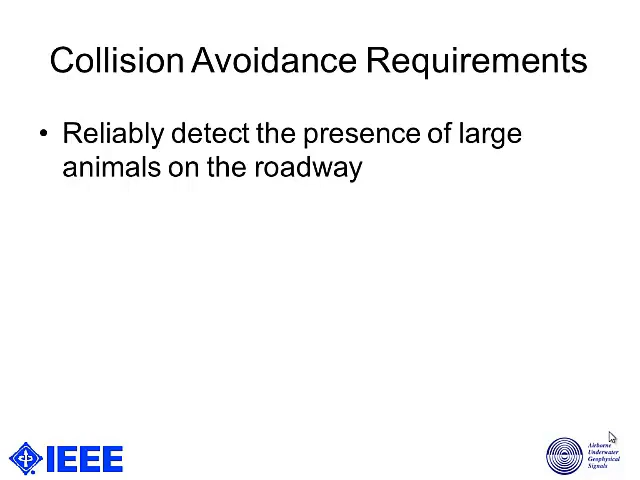 Collision Avoidance Requirements
• Reliably detect the presence of large
animals on the roadway
IEEE
Airborne
Underwater
Geophysical
Signals